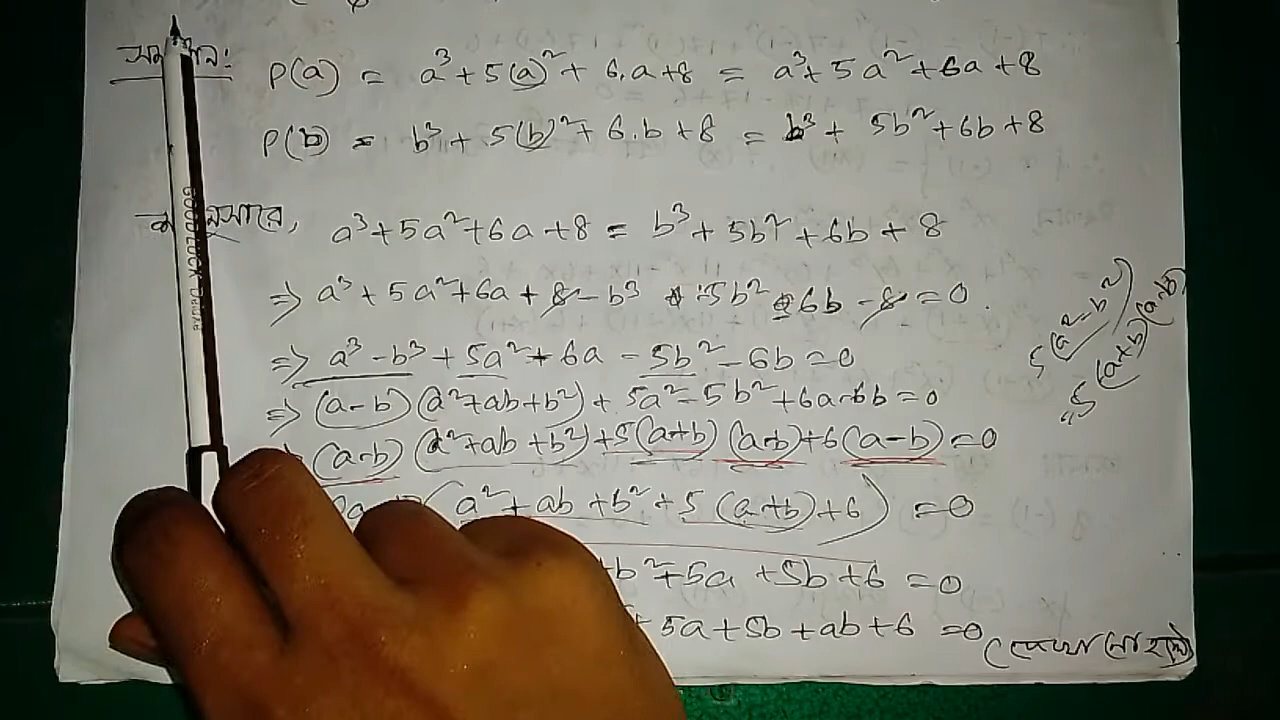 P(a) = a³ + 5(a)² + 6.a + 8 = a³ + 5a² + 6a + 8
P(b) = b³ + 5(b)² + 6.b + 8 = b³ + 5b² + 6b + 8
a³ + 5a² + 6a + 8 = b³ + 5b² + 6b + 8
⇒ a³ + 5a² + 6a + 8 - b³ - 5b² - 6b - 8 = 0
⇒ a³ - b³ + 5a² + 6a - 5b² - 6b = 0
⇒ (a-b)(a² + ab + b²) + 5a² - 5b² + 6a - 6b = 0
(a-b)(a² + ab + b²) + 5(a+b)(a-b) + 6(a-b) = 0
(a² + ab + b² + 5(a+b) + 6) = 0
+ b² + 5a + 5b + 6 = 0
+ 5a + 5b + ab + 6 = 0
(দেখানো হলো)
5(a² - b²)
5(a+b)(a-b)
GOOD LUCK Deluxe